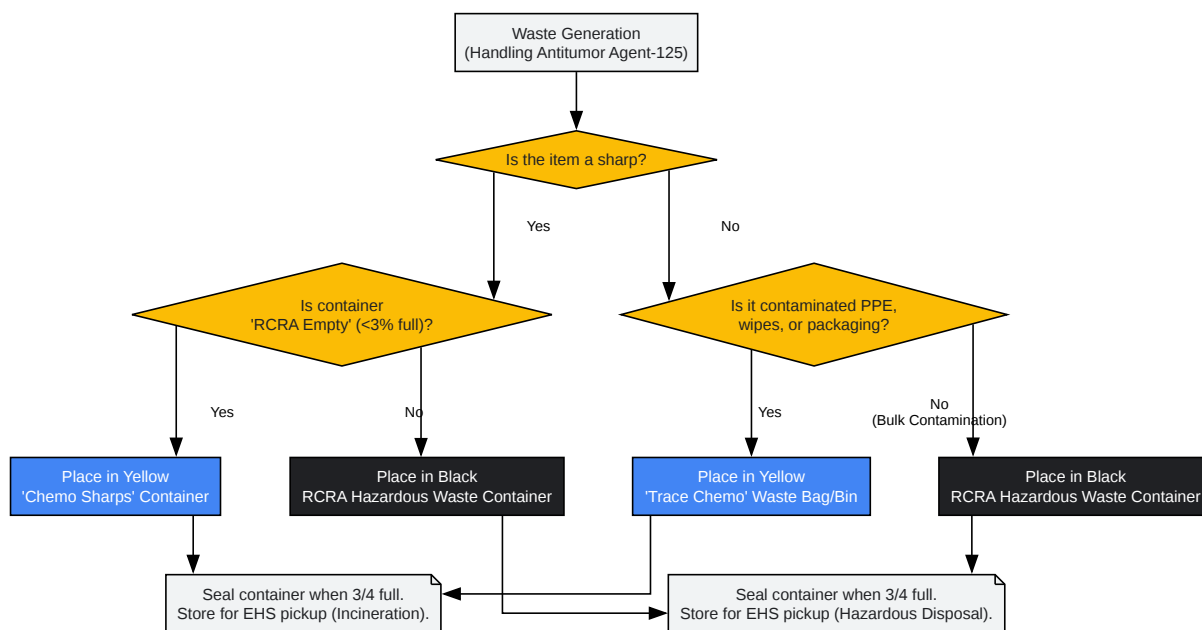 Waste Generation
(Handling Antitumor Agent-125)
Is the item a sharp?
Yes
No
Is container
'RCRA Empty' (<3% full)?
Is it contaminated PPE,
wipes, or packaging?
Yes
No
Yes
No
(Bulk Contamination)
Place in Yellow
'Chemo Sharps' Container
Place in Black
RCRA Hazardous Waste Container
Place in Yellow
'Trace Chemo' Waste Bag/Bin
Place in Black
RCRA Hazardous Waste Container
Seal container when 3/4 full.
Store for EHS pickup (Incineration).
Seal container when 3/4 full.
Store for EHS pickup (Hazardous Disposal).